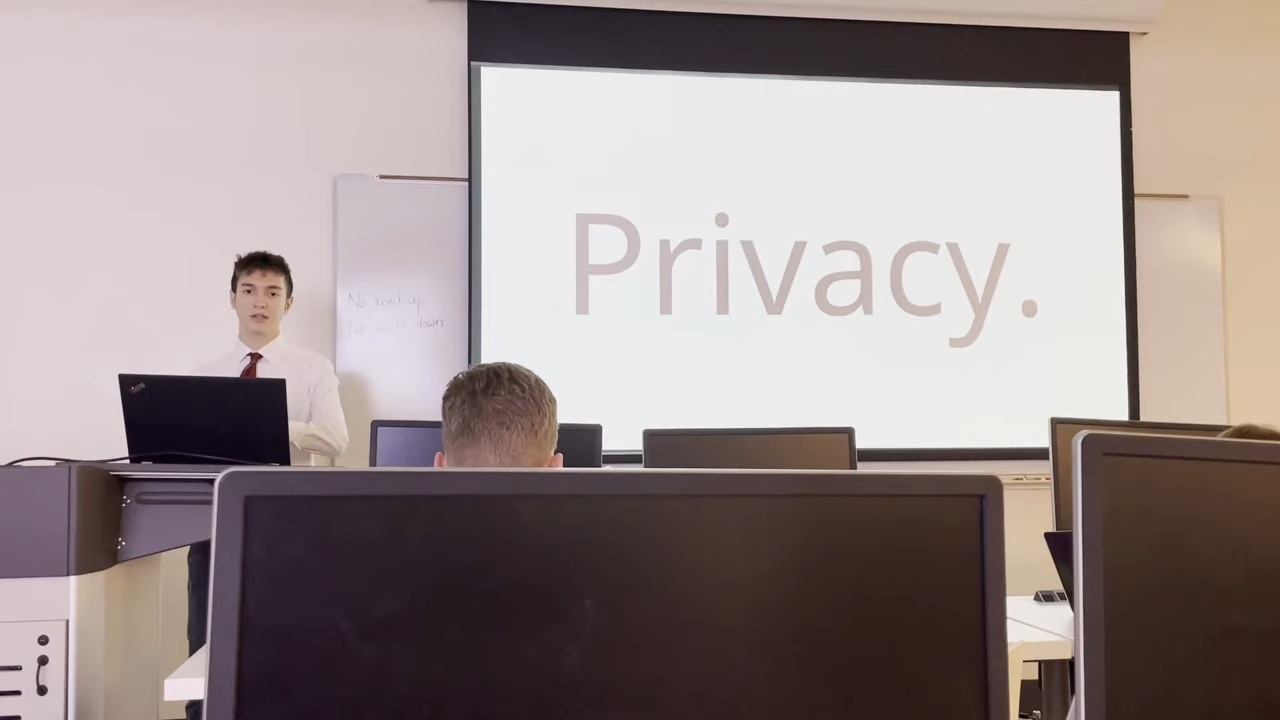 Privacy.
No read up
No write down